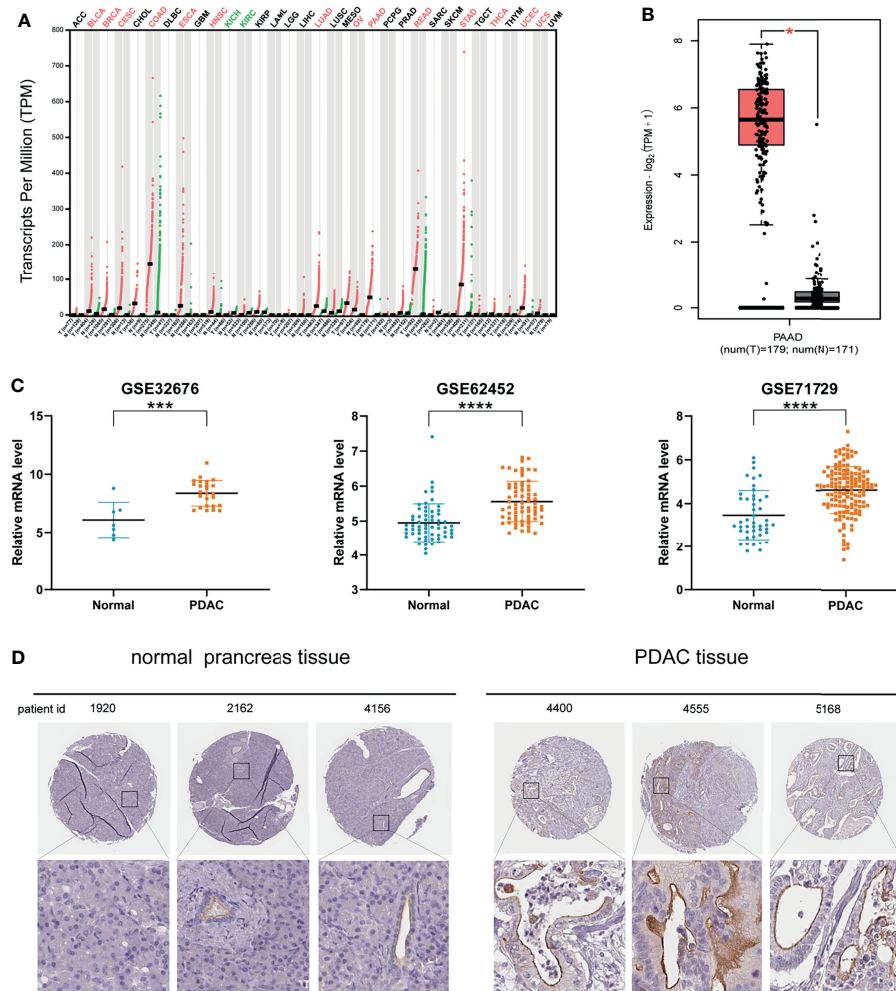 A
ACC BLCA BRCA CESC CHOL COAD DLBC ESCA GBM HNSC KICH KIRC KIRP LAML LGG LIHC LUAD LUSC MESO OV PAAD PCPG PRAD READ SARC SKCM STAD TGCT THCA THYM UCEC UCS UVM
Transcripts Per Million (TPM)
800
700
600
500
400
300
200
100
0
B
*
Expression - log2 (TPM + 1)
8
6
4
2
0
PAAD
(num(T)=179; num(N)=171)
C
GSE32676
***
Relative mRNA level
15
10
5
0
Normal PDAC
GSE62452
****
Relative mRNA level
8
7
6
5
4
3
Normal PDAC
GSE71729
****
Relative mRNA level
8
6
4
2
0
Normal PDAC
D
normal prancreas tissue PDAC tissue
patient id 1920 2162 4156 4400 4555 5168